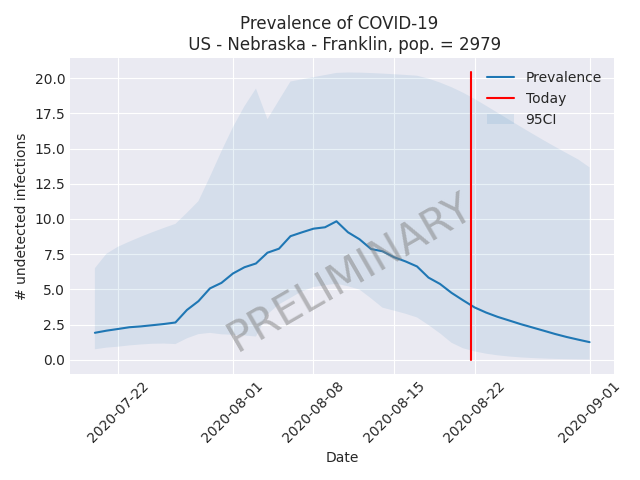 Prevalence of COVID-19
US - Nebraska - Franklin, pop. = 2979
Prevalence
Today
95CI
20.0
17.5
15.0
12.5
10.0
7.5
5.0
2.5
0.0
# undetected infections
PRELIMINARY
2020-07-22
2020-08-01
2020-08-08
2020-08-15
2020-08-22
2020-09-01
Date